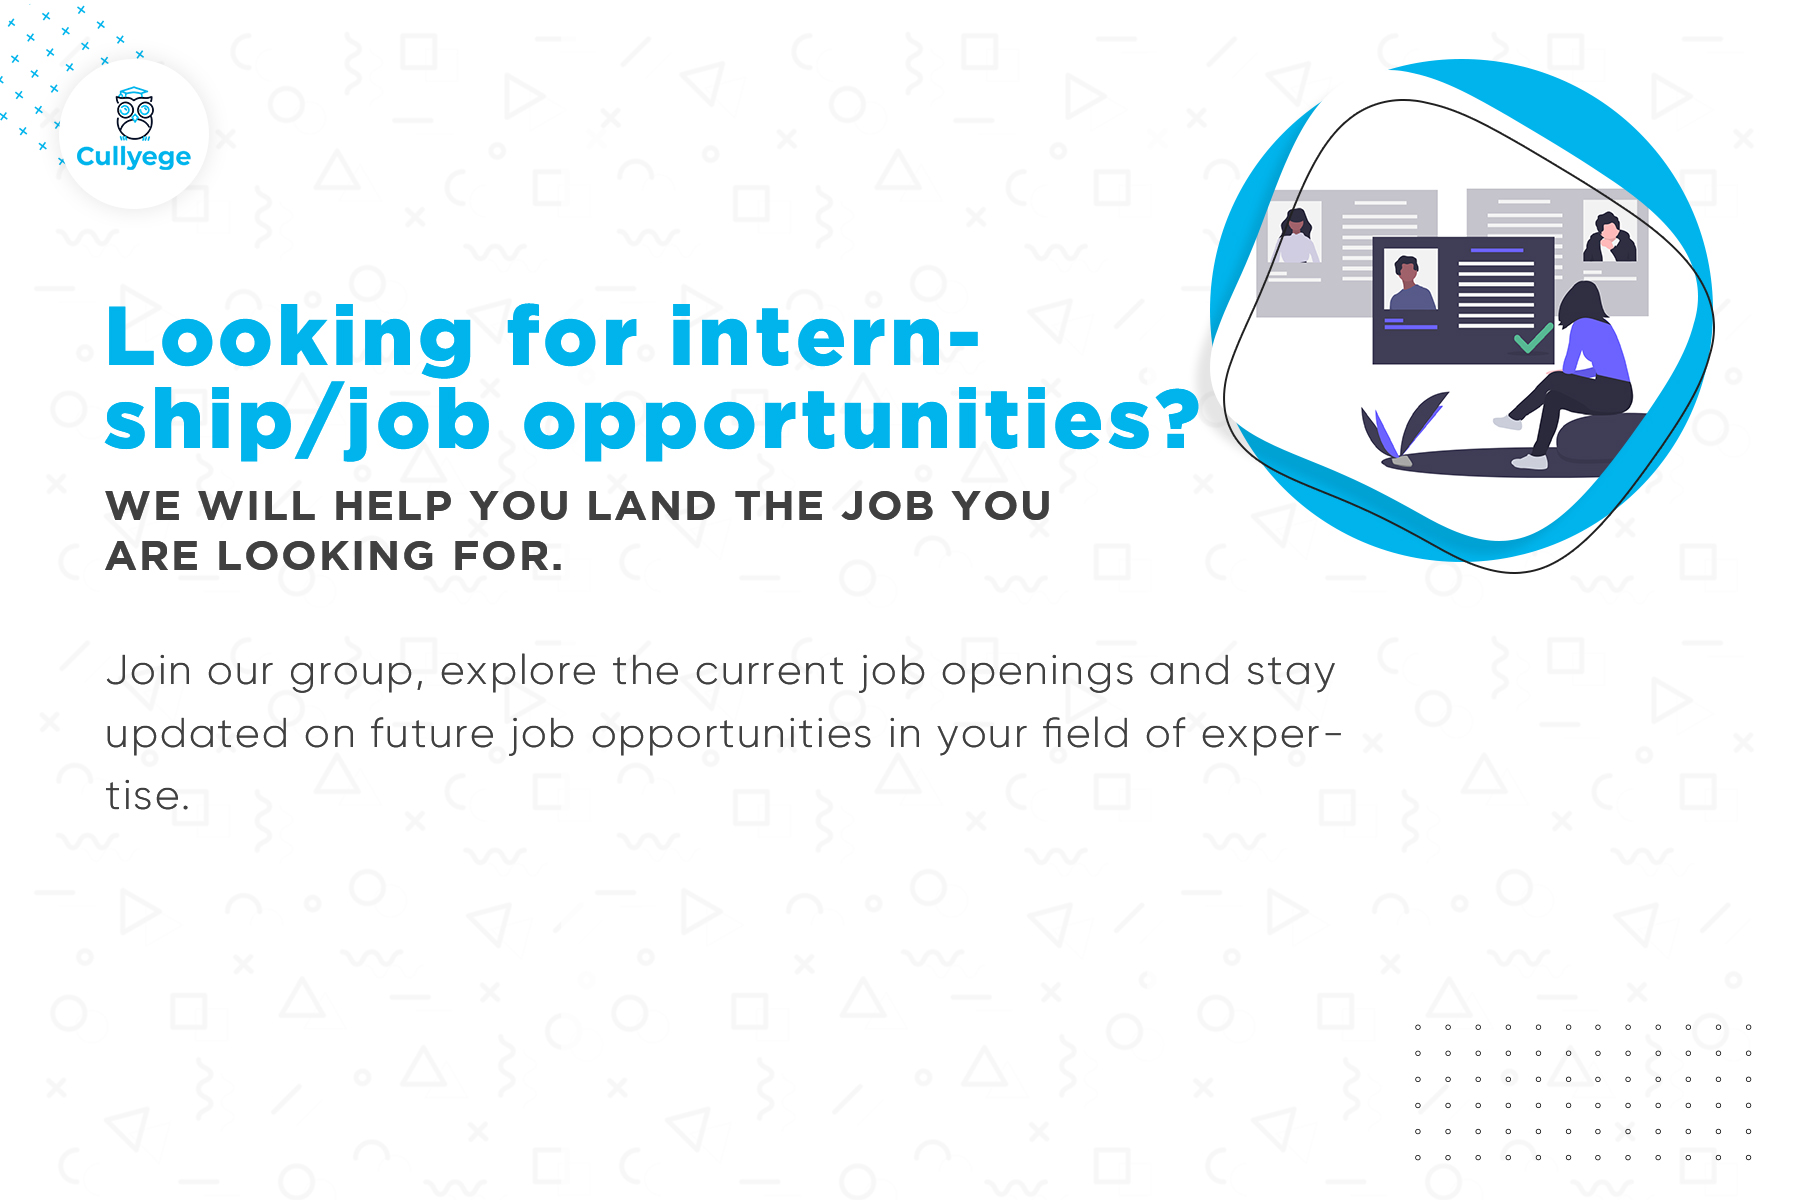 Cullyege
Looking for intern-
ship/job opportunities?
WE WILL HELP YOU LAND THE JOB YOU
ARE LOOKING FOR.
Join our group, explore the current job openings and stay
updated on future job opportunities in your field of exper-
tise.